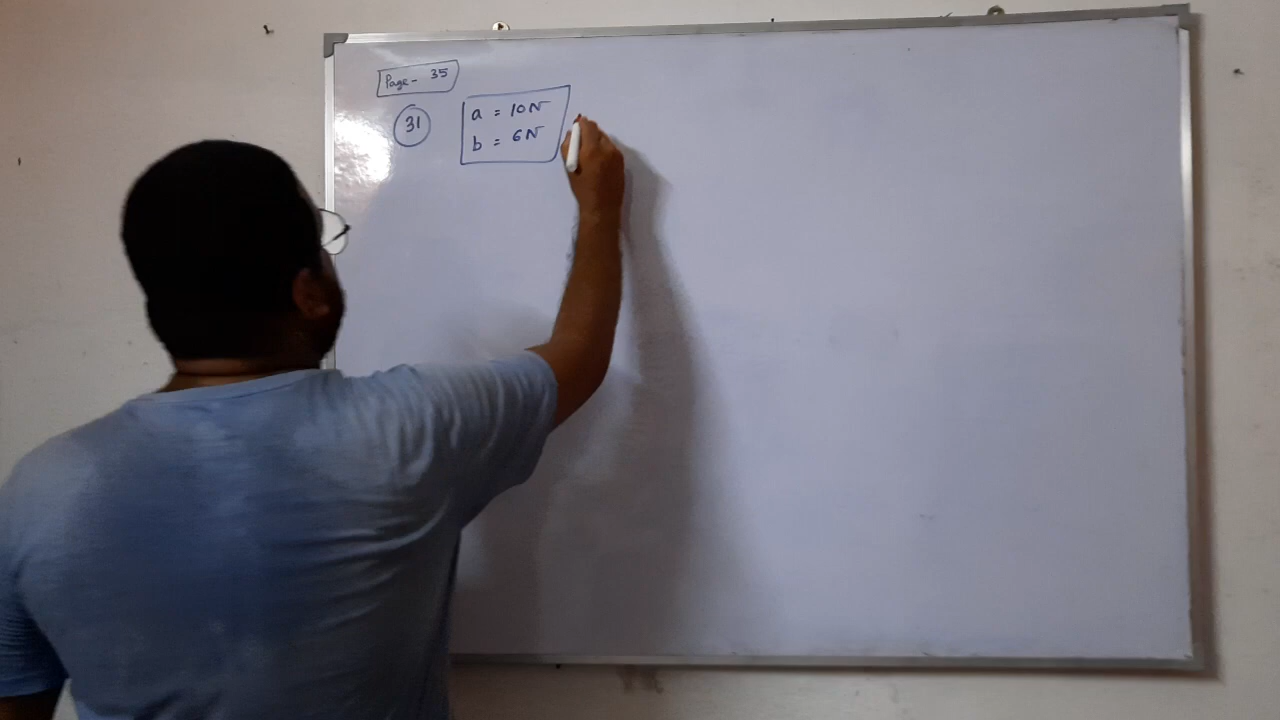 Page - 35
31
a = 10N
b = 6N